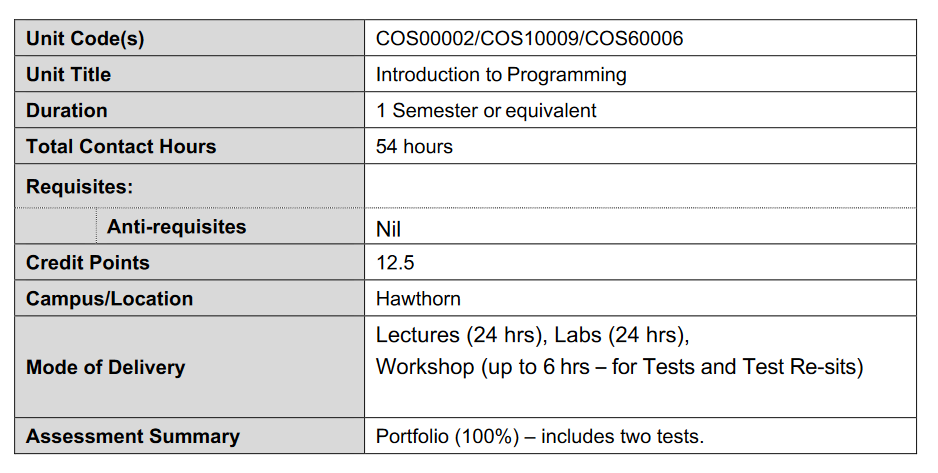 Unit Code(s) COS00002/COS10009/COS60006
Unit Title Introduction to Programming
Duration 1 Semester or equivalent
Total Contact Hours 54 hours
Requisites:
Anti-requisites Nil
Credit Points 12.5
Campus/Location Hawthorn
Mode of Delivery Lectures (24 hrs), Labs (24 hrs),
Workshop (up to 6 hrs – for Tests and Test Re-sits)
Assessment Summary Portfolio (100%) – includes two tests.